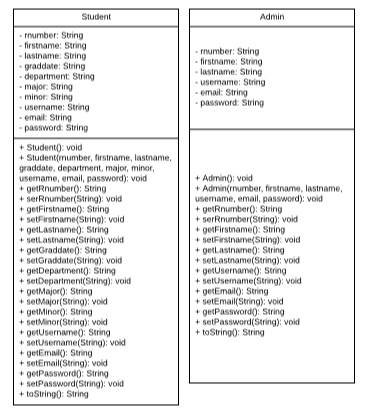 Student
- rnumber: String
- firstname: String
- lastname: String
- graddate: String
- department: String
- major: String
- minor: String
- username: String
- email: String
- password: String
+ Student(): void
+ Student(rnumber, firstname, lastname,
graddate, department, major, minor,
username, email, password): void
+ getRnumber(): String
+ serRnumber(String): void
+ getFirstname(): String
+ setFirstname(String): void
+ getLastname(): String
+ setLastname(String): void
+ getGraddate(): String
+ setGraddate(String): void
+ getDepartment(): String
+ setDepartment(String): void
+ getMajor(): String
+ setMajor(String): void
+ getMinor(): String
+ setMinor(String): void
+ getUsername(): String
+ setUsername(String): void
+ getEmail(): String
+ setEmail(String): void
+ getPassword(): String
+ setPassword(String): void
+ toString(): String
Admin
- rnumber: String
- firstname: String
- lastname: String
- username: String
- email: String
- password: String
+ Admin(): void
+ Admin(rnumber, firstname, lastname,
username, email, password): void
+ getRnumber(): String
+ serRnumber(String): void
+ getFirstname(): String
+ setFirstname(String): void
+ getLastname(): String
+ setLastname(String): void
+ getUsername(): String
+ setUsername(String): void
+ getEmail(): String
+ setEmail(String): void
+ getPassword(): String
+ setPassword(String): void
+ toString(): String